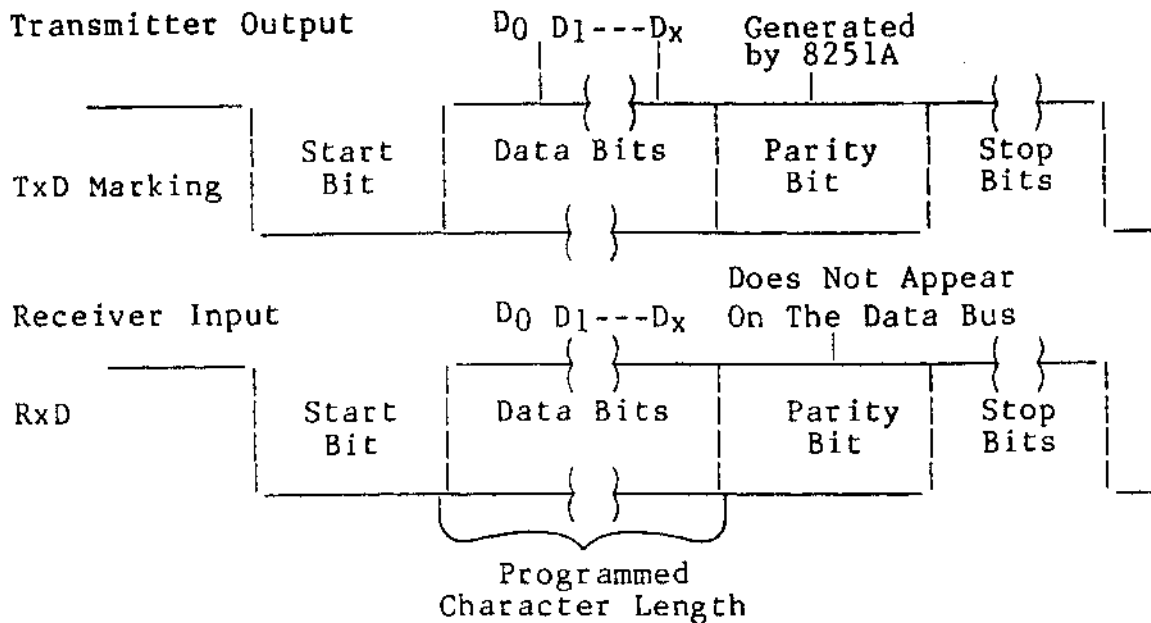 Transmitter Output
D0 D1---Dx
Generated
by 8251A
Start
Bit
Data Bits
Parity
Bit
Stop
Bits
TxD Marking
Does Not Appear
On The Data Bus
Receiver Input
D0 D1---Dx
RxD
Start
Bit
Data Bits
Parity
Bit
Stop
Bits
Programmed
Character Length